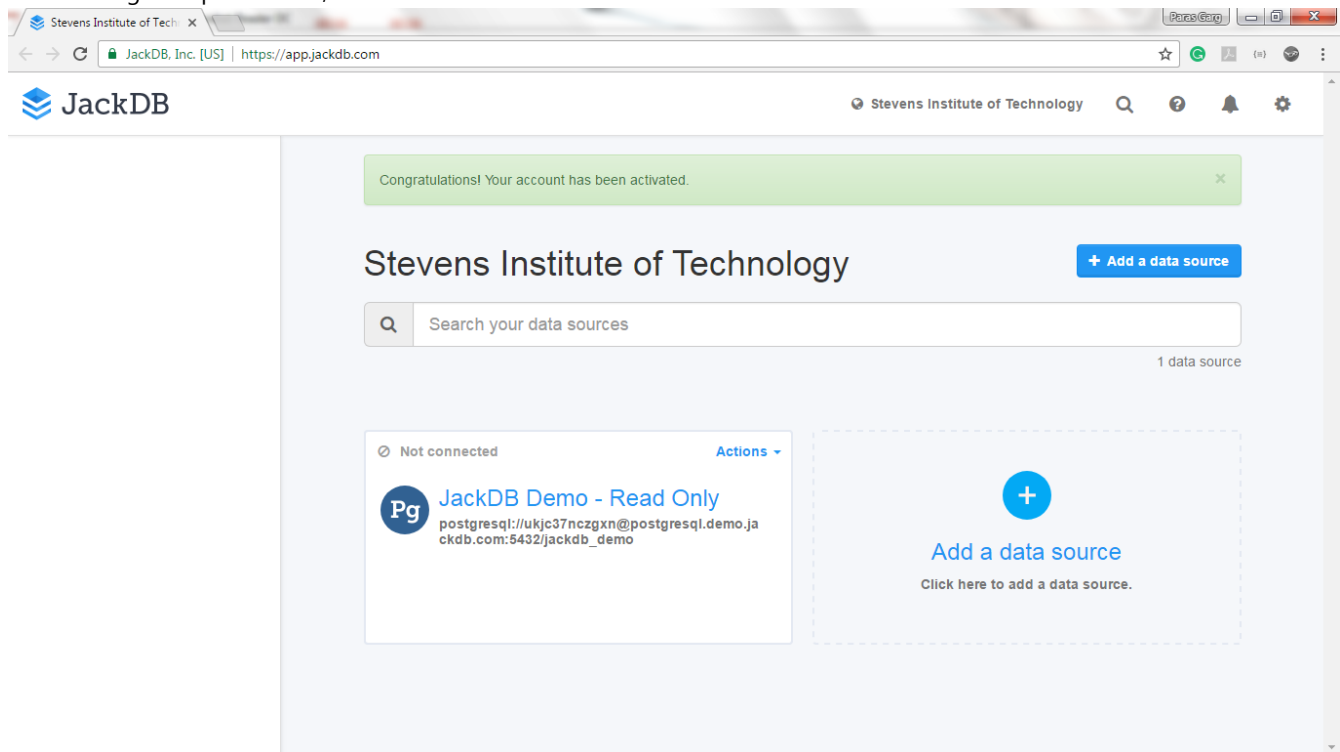 Stevens Institute of Tech
Paras Garg
JackDB, Inc. [US] | https://app.jackdb.com
JackDB
Stevens Institute of Technology
Congratulations! Your account has been activated.
Stevens Institute of Technology
+ Add a data source
Search your data sources
1 data source
Not connected
Actions
Pg
JackDB Demo - Read Only
postgresql://ukjc37nczgxn@postgresql.demo.ja
ckdb.com:5432/jackdb_demo
Add a data source
Click here to add a data source.